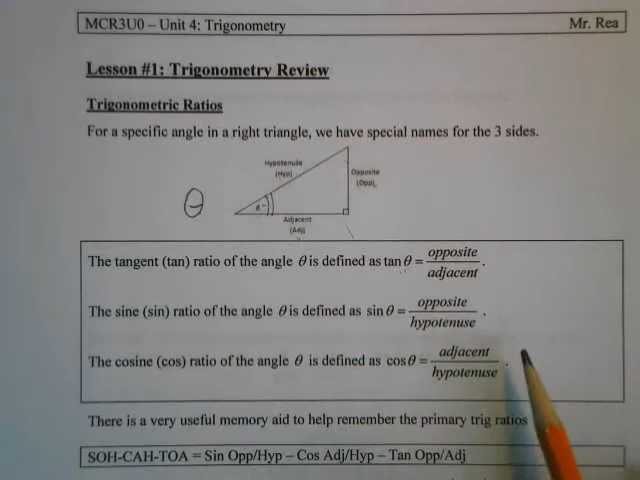 MCR3U0 – Unit 4: Trigonometry Mr. Rea
Lesson #1: Trigonometry Review
Trigonometric Ratios
For a specific angle in a right triangle, we have special names for the 3 sides.
Hypotenuse
(Hyp)
Opposite
(Opp)
θ
θ
Adjacent
(Adj)
The tangent (tan) ratio of the angle θ is defined as tan θ = opposite / adjacent.
The sine (sin) ratio of the angle θ is defined as sin θ = opposite / hypotenuse.
The cosine (cos) ratio of the angle θ is defined as cos θ = adjacent / hypotenuse.
There is a very useful memory aid to help remember the primary trig ratios
SOH-CAH-TOA = Sin Opp/Hyp – Cos Adj/Hyp – Tan Opp/Adj